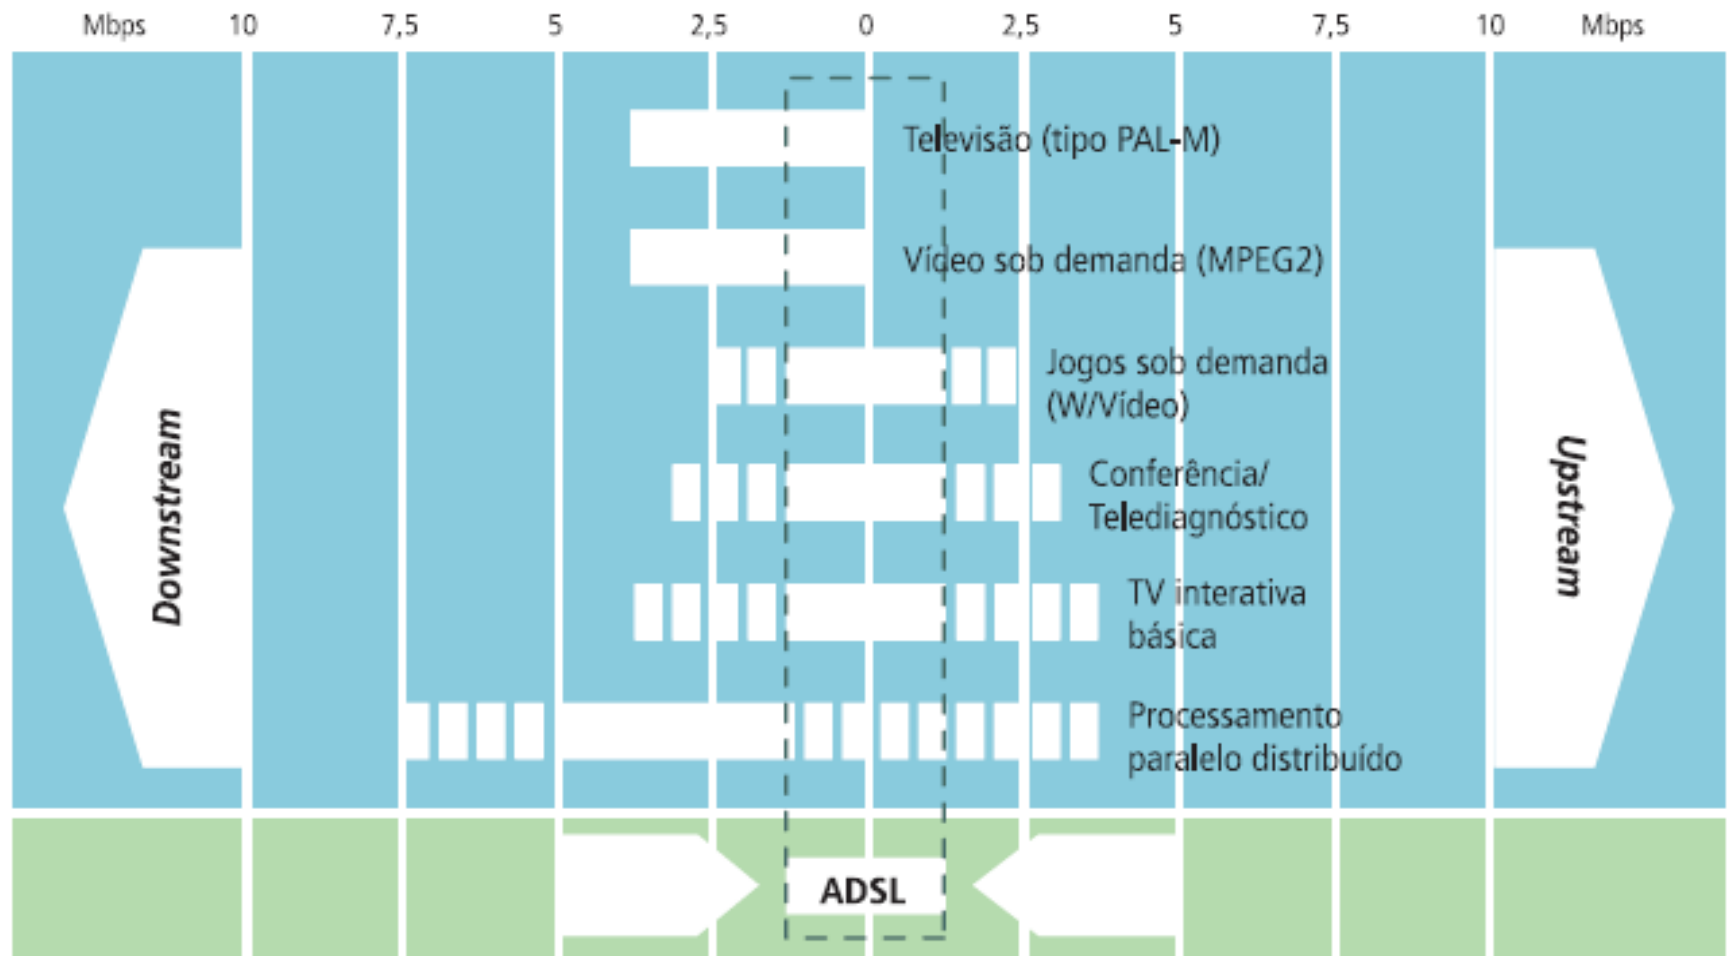 Mbps 10 7,5 5 2,5 0 2,5 5 7,5 10 Mbps
Televisão (tipo PAL-M)
Vídeo sob demanda (MPEG2)
Jogos sob demanda
(W/Vídeo)
Conferência/
Telediagnóstico
TV interativa
básica
Processamento
paralelo distribuído
Downstream
Upstream
ADSL